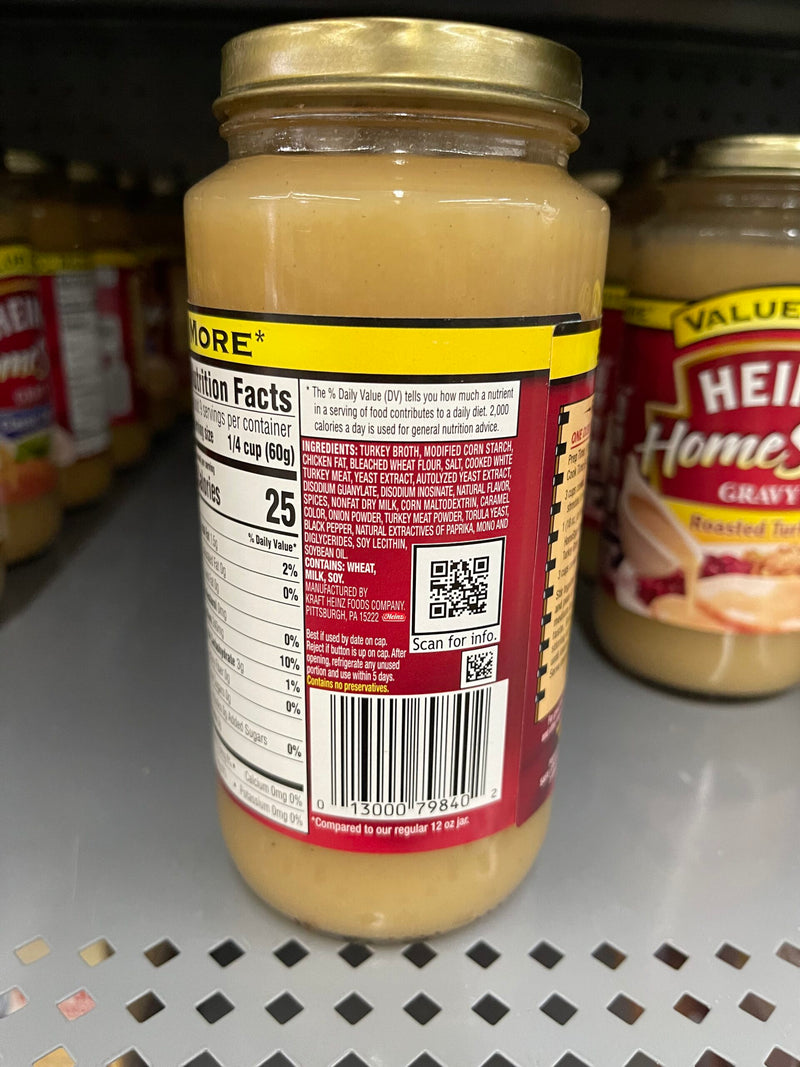 MORE*
Nutrition Facts
servings per container
size 1/4 cup (60g)
Calories 25
% Daily Value*
2%
0%
0%
10%
1%
0%
Added Sugars
0%
Calcium 0mg 0%
Potassium 0mg 0%
* The % Daily Value (DV) tells you how much a nutrient
in a serving of food contributes to a daily diet. 2,000
calories a day is used for general nutrition advice.
INGREDIENTS: TURKEY BROTH, MODIFIED CORN STARCH,
CHICKEN FAT, BLEACHED WHEAT FLOUR, SALT, COOKED WHITE
TURKEY MEAT, YEAST EXTRACT, AUTOLYZED YEAST EXTRACT,
DISODIUM GUANYLATE, DISODIUM INOSINATE, NATURAL FLAVOR,
SPICES, NONFAT DRY MILK, CORN MALTODEXTRIN, CARAMEL
COLOR, ONION POWDER, TURKEY MEAT POWDER, TORULA YEAST,
BLACK PEPPER, NATURAL EXTRACTIVES OF PAPRIKA, MONO AND
DIGLYCERIDES, SOY LECITHIN,
SOYBEAN OIL.
CONTAINS: WHEAT,
MILK, SOY.
MANUFACTURED BY
KRAFT HEINZ FOODS COMPANY,
PITTSBURGH, PA 15222 Heinz
Scan for info.
Best if used by date on cap.
Reject if button is up on cap. After
opening, refrigerate any unused
portion and use within 5 days.
Contains no preservatives.
0 13000 79840 2
*Compared to our regular 12 oz jar.
VALUE
HEI
HomeS
GRAVY
Roasted Tur